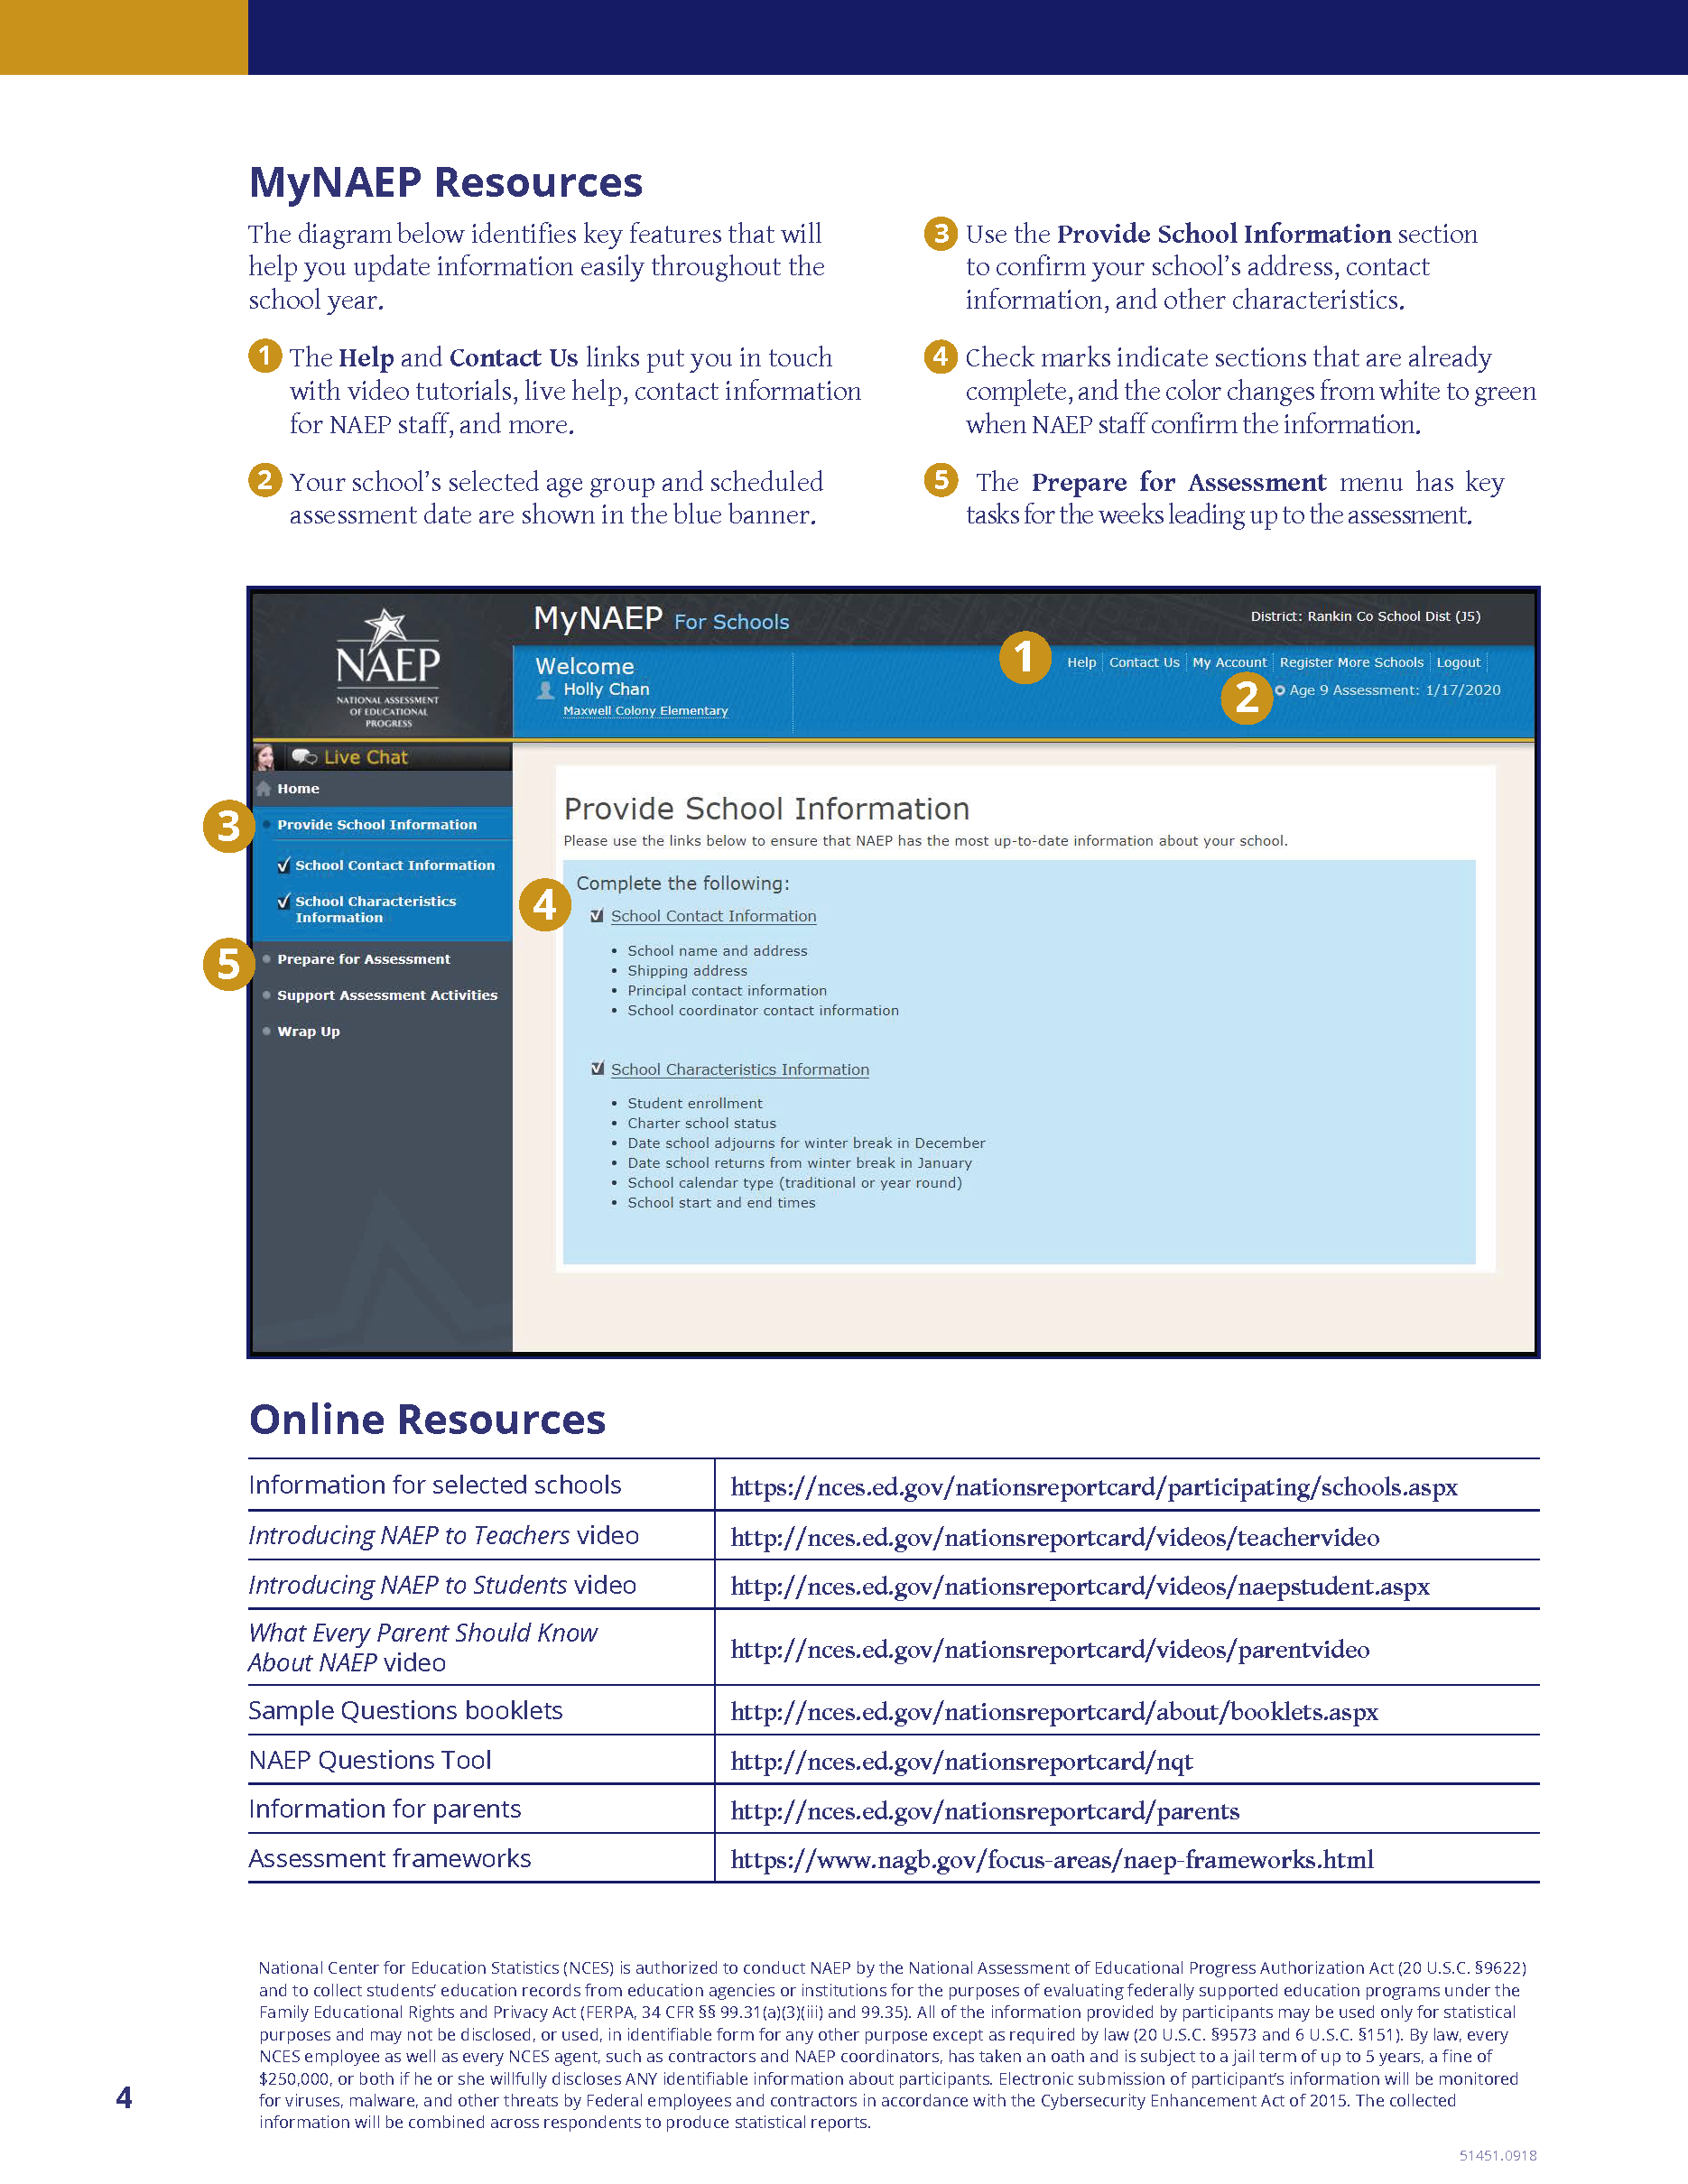 MyNAEP Resources
The diagram below identifies key features that will
help you update information easily throughout the
school year.
1 The Help and Contact Us links put you in touch
with video tutorials, live help, contact information
for NAEP staff, and more.
2 Your school’s selected age group and scheduled
assessment date are shown in the blue banner.
3 Use the Provide School Information section
to confirm your school’s address, contact
information, and other characteristics.
4 Check marks indicate sections that are already
complete, and the color changes from white to green
when NAEP staff confirm the information.
5 The Prepare for Assessment menu has key
tasks for the weeks leading up to the assessment.
NAEP
NATIONAL ASSESSMENT
OF EDUCATIONAL
PROGRESS
MyNAEP For Schools
District: Rankin Co School Dist (J5)
Welcome
Holly Chan
Maxwell Colony Elementary
1
Help Contact Us My Account Register More Schools Logout
2 Age 9 Assessment: 1/17/2020
Live Chat
Home
3 Provide School Information
School Contact Information
School Characteristics
Information
5 Prepare for Assessment
Support Assessment Activities
Wrap Up
Provide School Information
Please use the links below to ensure that NAEP has the most up-to-date information about your school.
4 Complete the following:
School Contact Information
• School name and address
• Shipping address
• Principal contact information
• School coordinator contact information
School Characteristics Information
• Student enrollment
• Charter school status
• Date school adjourns for winter break in December
• Date school returns from winter break in January
• School calendar type (traditional or year round)
• School start and end times
Online Resources
Information for selected schools https://nces.ed.gov/nationsreportcard/participating/schools.aspx
Introducing NAEP to Teachers video http://nces.ed.gov/nationsreportcard/videos/teachervideo
Introducing NAEP to Students video http://nces.ed.gov/nationsreportcard/videos/naepstudent.aspx
What Every Parent Should Know
About NAEP video http://nces.ed.gov/nationsreportcard/videos/parentvideo
Sample Questions booklets http://nces.ed.gov/nationsreportcard/about/booklets.aspx
NAEP Questions Tool http://nces.ed.gov/nationsreportcard/nqt
Information for parents http://nces.ed.gov/nationsreportcard/parents
Assessment frameworks https://www.nagb.gov/focus-areas/naep-frameworks.html
National Center for Education Statistics (NCES) is authorized to conduct NAEP by the National Assessment of Educational Progress Authorization Act (20 U.S.C. §9622)
and to collect students’ education records from education agencies or institutions for the purposes of evaluating federally supported education programs under the
Family Educational Rights and Privacy Act (FERPA, 34 CFR §§ 99.31(a)(3)(iii) and 99.35). All of the information provided by participants may be used only for statistical
purposes and may not be disclosed, or used, in identifiable form for any other purpose except as required by law (20 U.S.C. §9573 and 6 U.S.C. §151). By law, every
NCES employee as well as every NCES agent, such as contractors and NAEP coordinators, has taken an oath and is subject to a jail term of up to 5 years, a fine of
$250,000, or both if he or she willfully discloses ANY identifiable information about participants. Electronic submission of participant’s information will be monitored
for viruses, malware, and other threats by Federal employees and contractors in accordance with the Cybersecurity Enhancement Act of 2015. The collected
information will be combined across respondents to produce statistical reports.
4
51451.0918